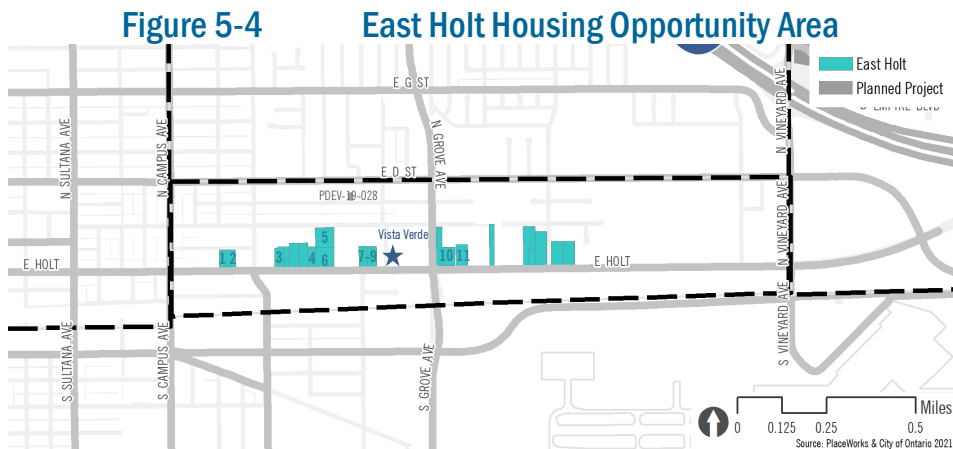 Figure 5-4 East Holt Housing Opportunity Area
East Holt
Planned Project
E G ST
S EMPIRE BLVD
N SULTANA AVE
N CAMPUS AVE
N GROVE AVE
N VINEYARD AVE
E D ST
PDEV-19-028
N VINEYARD AVE
Vista Verde
5
1 2
3
4
6
7-9
10
11
E HOLT
E HOLT
S SULTANA AVE
S CAMPUS AVE
S GROVE AVE
S VINEYARD AVE
Miles
0 0.125 0.25 0.5
Source: PlaceWorks & City of Ontario 2021